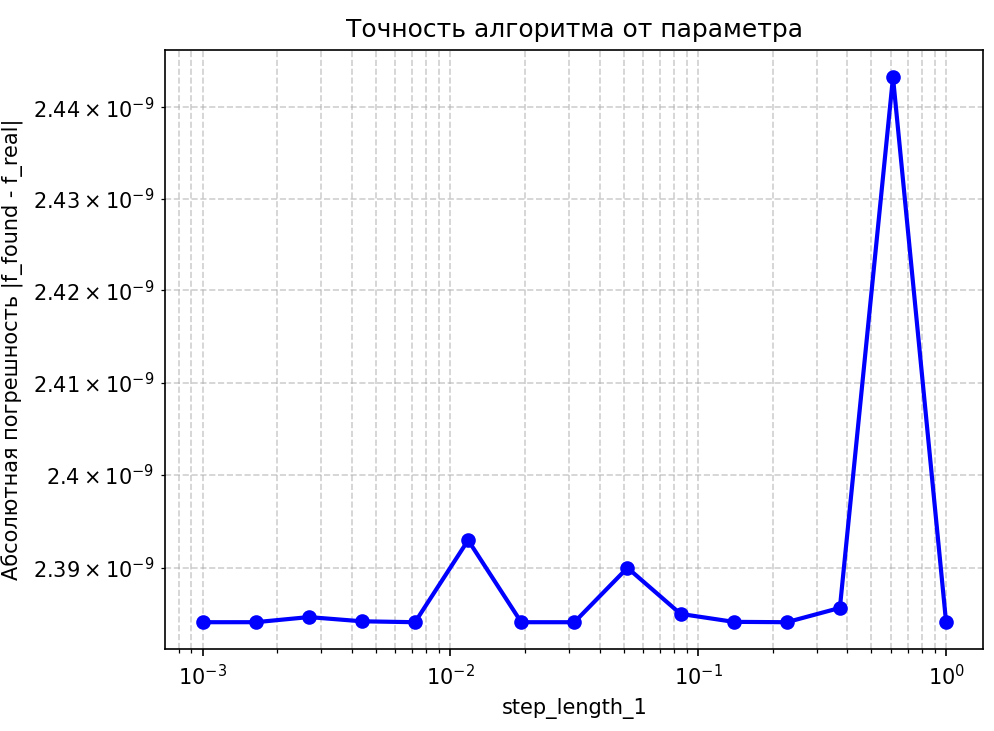 Точность алгоритма от параметра
Абсолютная погрешность |f_found - f_real|
2.44 × 10⁻⁹
2.43 × 10⁻⁹
2.42 × 10⁻⁹
2.41 × 10⁻⁹
2.4 × 10⁻⁹
2.39 × 10⁻⁹
10⁻³ 10⁻² 10⁻¹ 10⁰
step_length_1